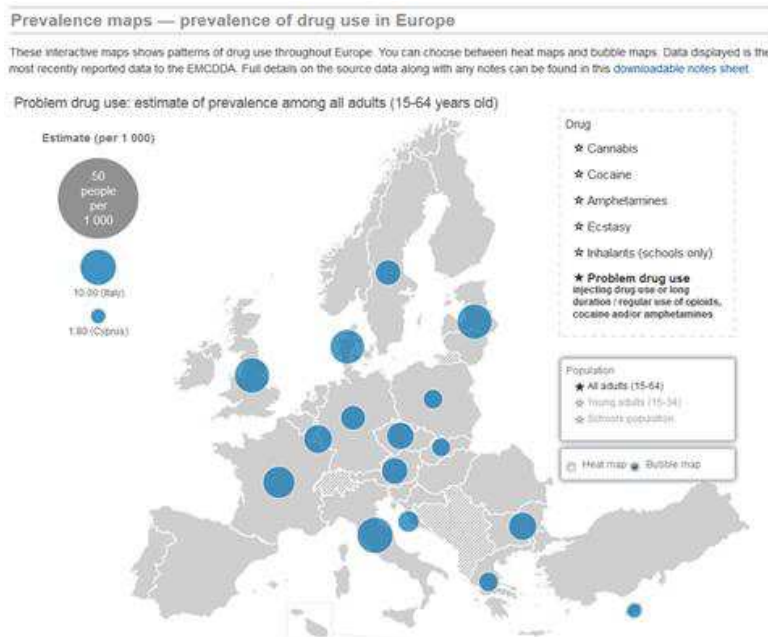 Prevalence maps — prevalence of drug use in Europe
These interactive maps shows patterns of drug use throughout Europe. You can choose between heat maps and bubble maps. Data displayed is the
most recently reported data to the EMCDDA. Full details on the source data along with any notes can be found in this downloadable notes sheet
Problem drug use: estimate of prevalence among all adults (15-64 years old)
Estimate (per 1 000)
50
people
per
1 000
10.00 (Italy)
1.80 (Cyprus)
Drug
Cannabis
Cocaine
Amphetamines
Ecstasy
Inhalants (schools only)
Problem drug use
injecting drug use or long
duration / regular use of opioids,
cocaine and/or amphetamines
Population
All adults (15-64)
Young adults (15-34)
Schools population
Heat map Bubble map